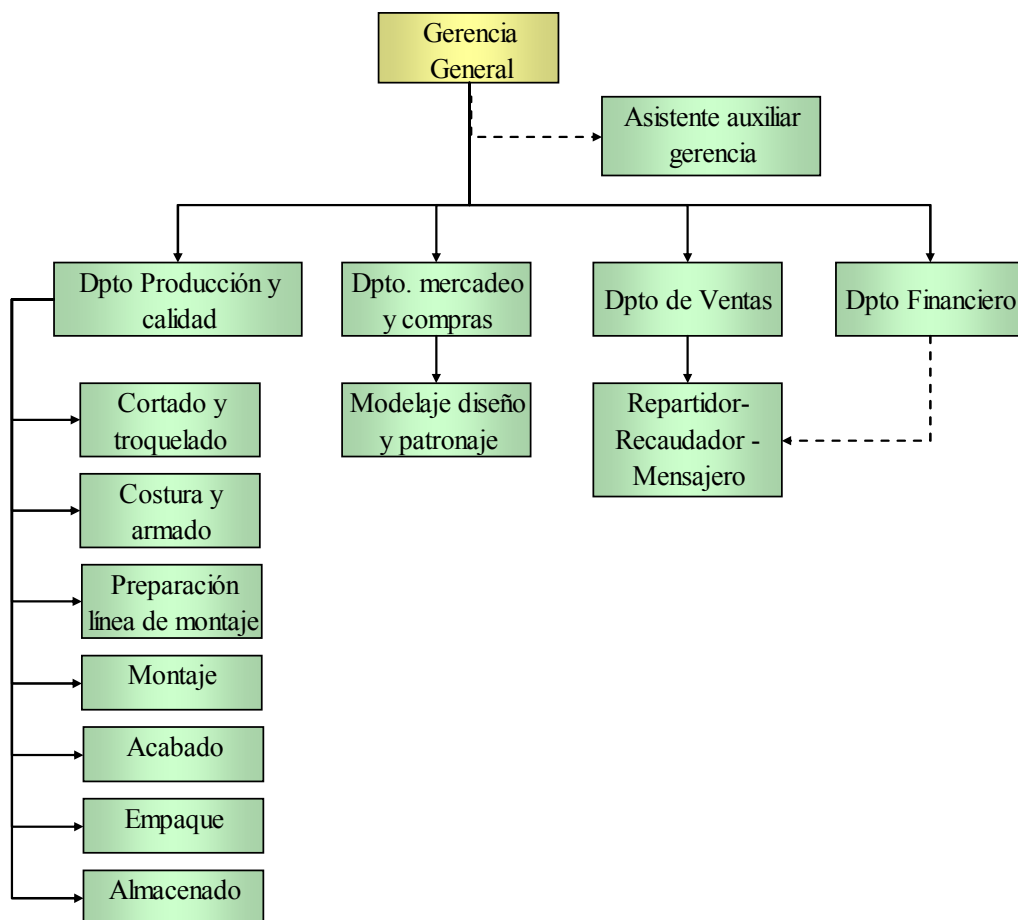 Gerencia
General
Asistente auxiliar
gerencia
Dpto Producción y
calidad
Dpto. mercadeo
y compras
Dpto de Ventas
Dpto Financiero
Cortado y
troquelado
Modelaje diseño
y patronaje
Repartidor-
Recaudador -
Mensajero
Costura y
armado
Preparación
línea de montaje
Montaje
Acabado
Empaque
Almacenado